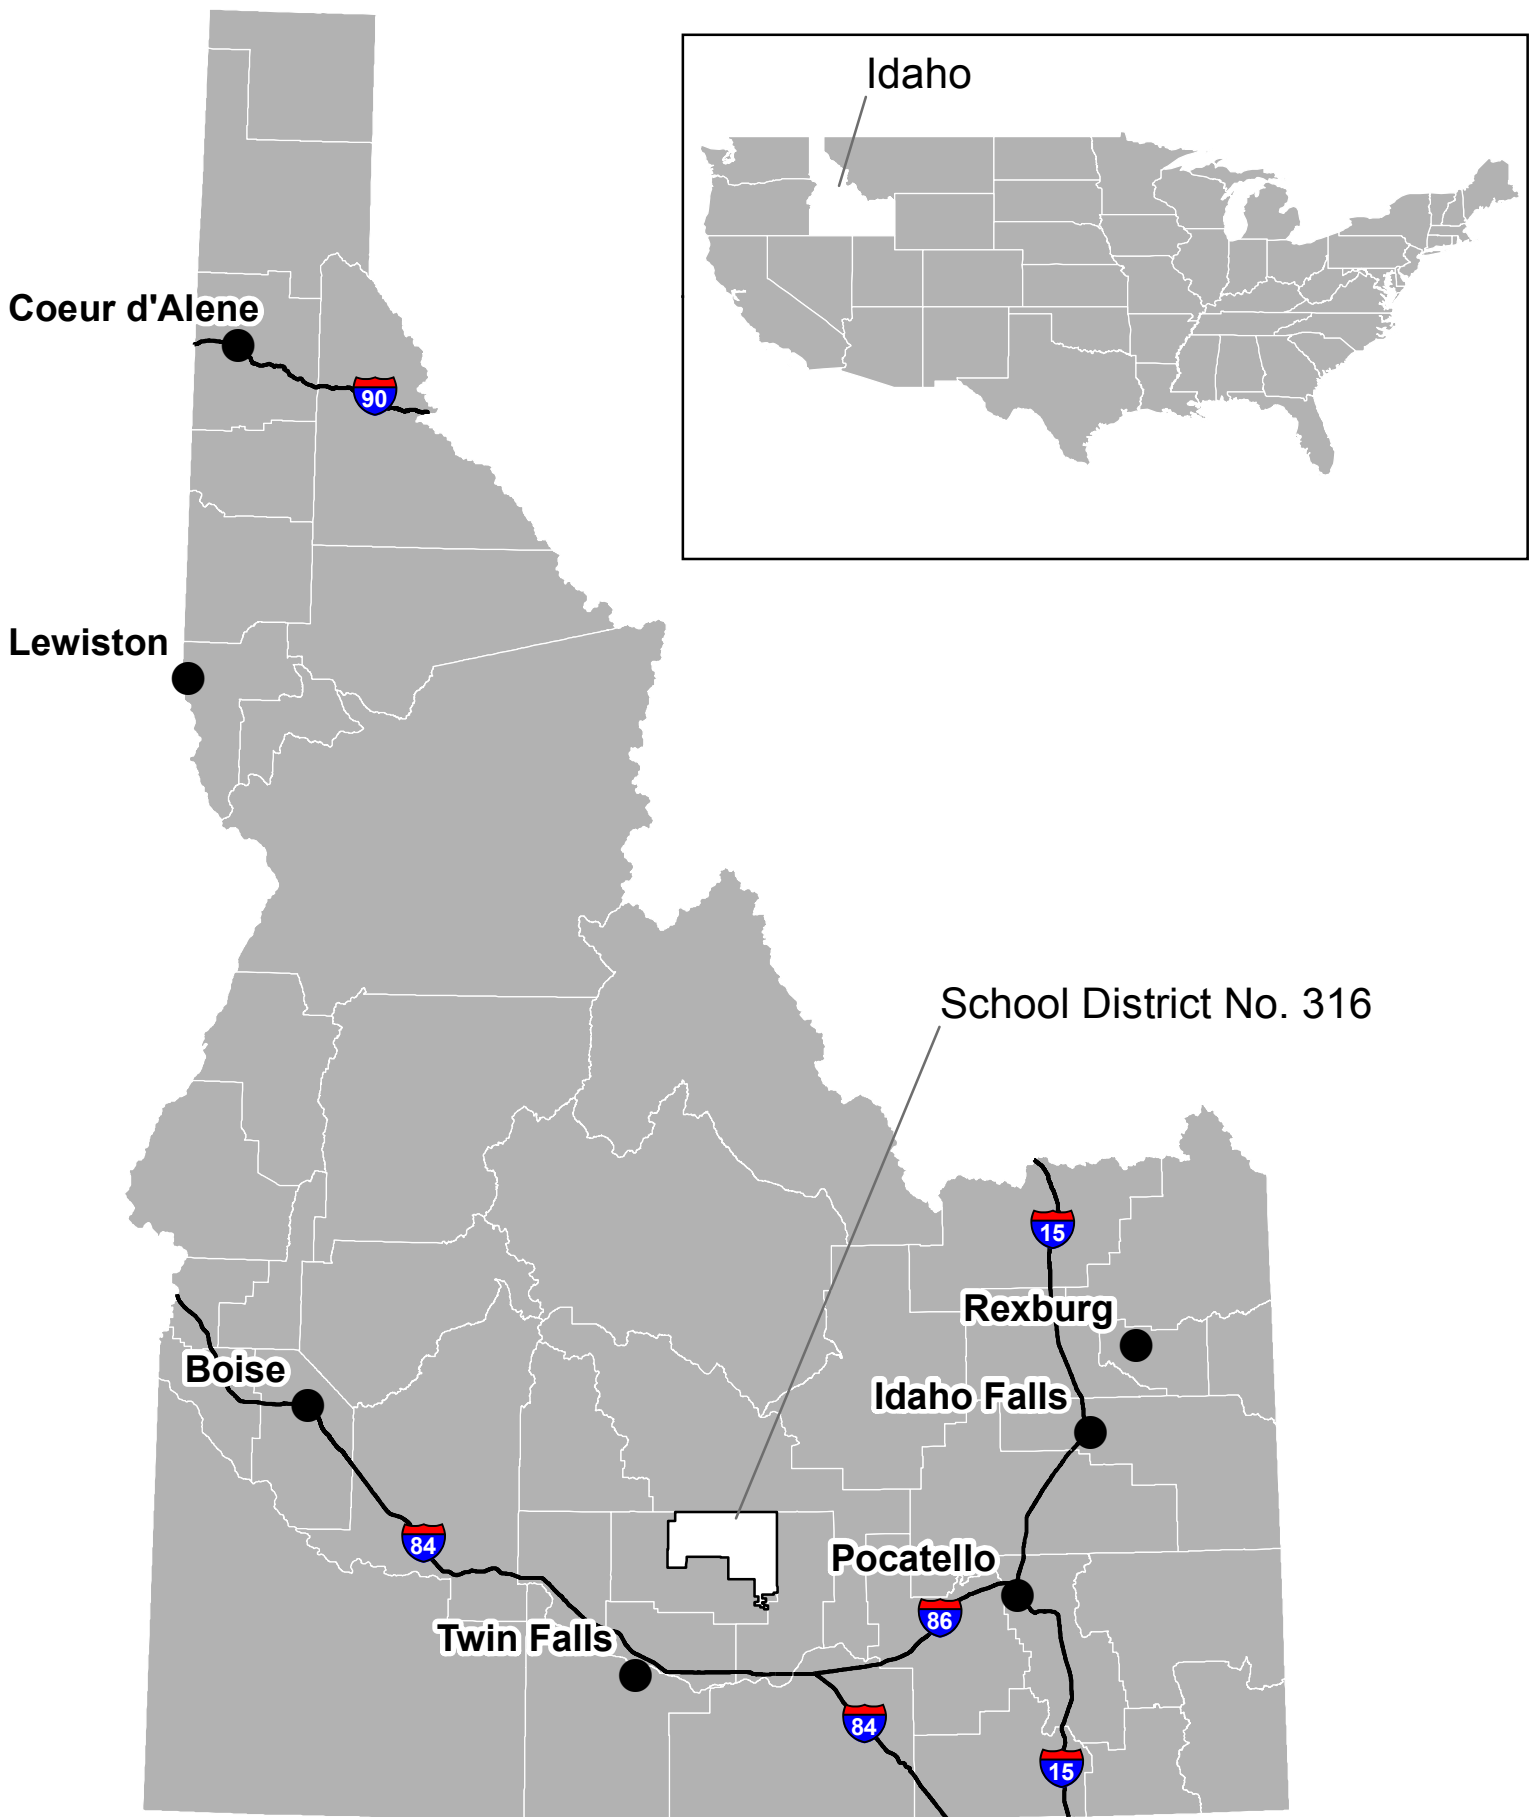 Idaho
Coeur d'Alene
90
Lewiston
School District No. 316
15
Rexburg
Boise
Idaho Falls
84
Pocatello
86
Twin Falls
84
15